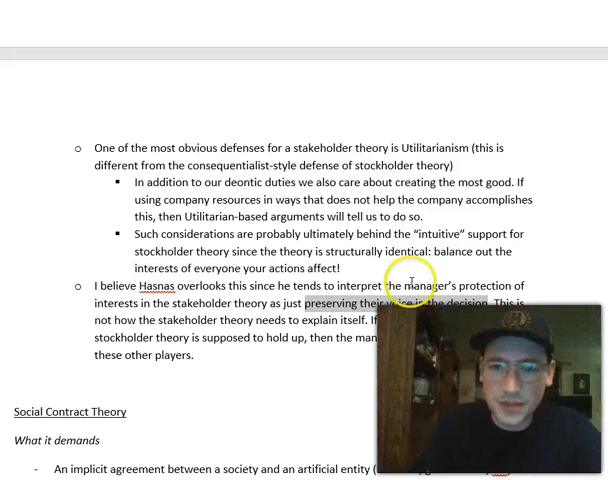 o One of the most obvious defenses for a stakeholder theory is Utilitarianism (this is
different from the consequentialist-style defense of stockholder theory)
▪ In addition to our deontic duties we also care about creating the most good. If
using company resources in ways that does not help the company accomplishes
this, then Utilitarian-based arguments will tell us to do so.
▪ Such considerations are probably ultimately behind the “intuitive” support for
stockholder theory since the theory is structurally identical: balance out the
interests of everyone your actions affect!
o I believe Hasnas overlooks this since he tends to interpret the manager’s protection of
interests in the stakeholder theory as just preserving their voice in the decision. This is
not how the stakeholder theory needs to explain itself. If
stockholder theory is supposed to hold up, then the man
these other players.
Social Contract Theory
What it demands
- An implicit agreement between a society and an artificial entity (